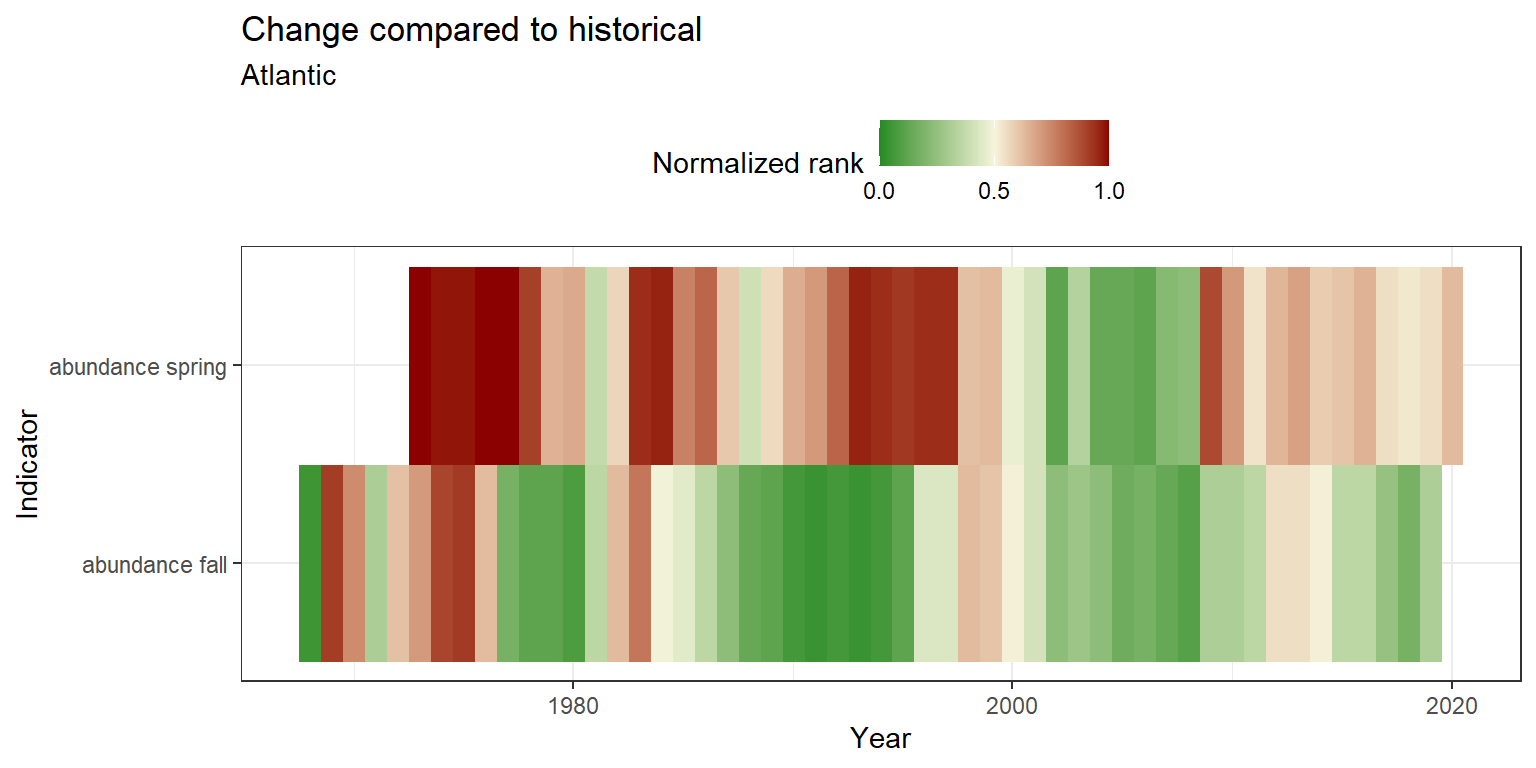 Change compared to historical
Atlantic
Normalized rank
0.0 0.5 1.0
abundance spring
abundance fall
Indicator
1980 2000 2020
Year